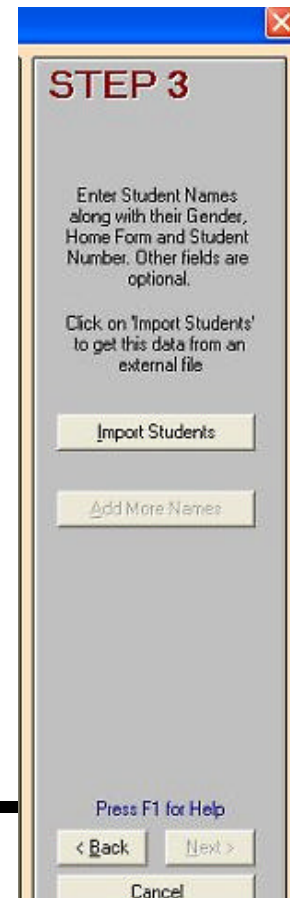 STEP 3
Enter Student Names
along with their Gender,
Home Form and Student
Number. Other fields are
optional.
Click on 'Import Students'
to get this data from an
external file
Import Students
Add More Names
Press F1 for Help
< Back Next >
Cancel